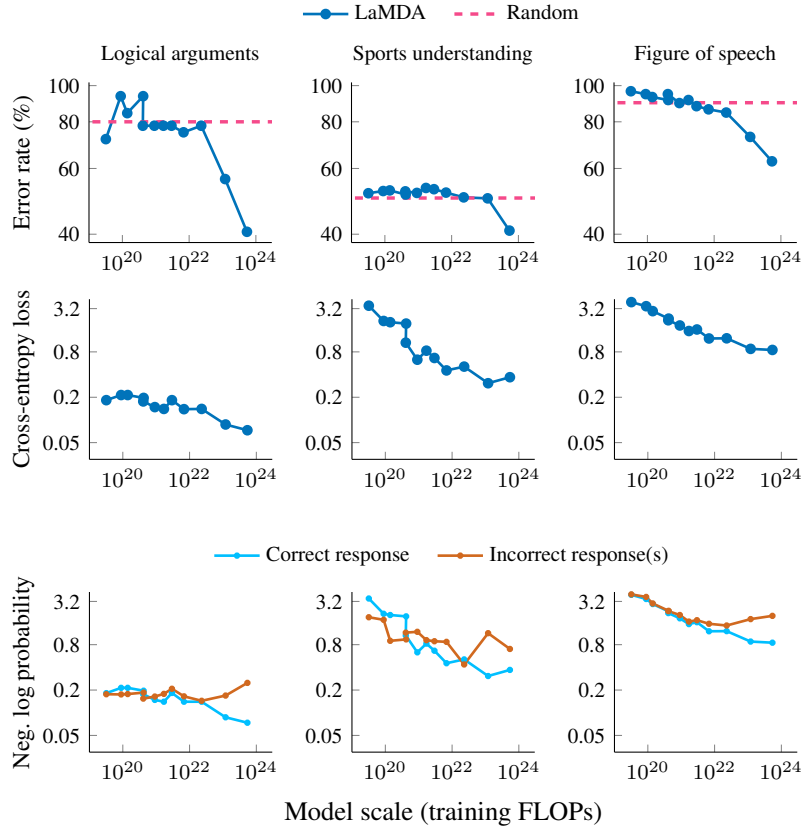 LaMDA Random
Logical arguments Sports understanding Figure of speech
Error rate (%)
100 100 100
80 80 80
60 60 60
40 40 40
10^20 10^22 10^24 10^20 10^22 10^24 10^20 10^22 10^24
Cross-entropy loss
3.2 3.2 3.2
0.8 0.8 0.8
0.2 0.2 0.2
0.05 0.05 0.05
10^20 10^22 10^24 10^20 10^22 10^24 10^20 10^22 10^24
Correct response Incorrect response(s)
Neg. log probability
3.2 3.2 3.2
0.8 0.8 0.8
0.2 0.2 0.2
0.05 0.05 0.05
10^20 10^22 10^24 10^20 10^22 10^24 10^20 10^22 10^24
Model scale (training FLOPs)